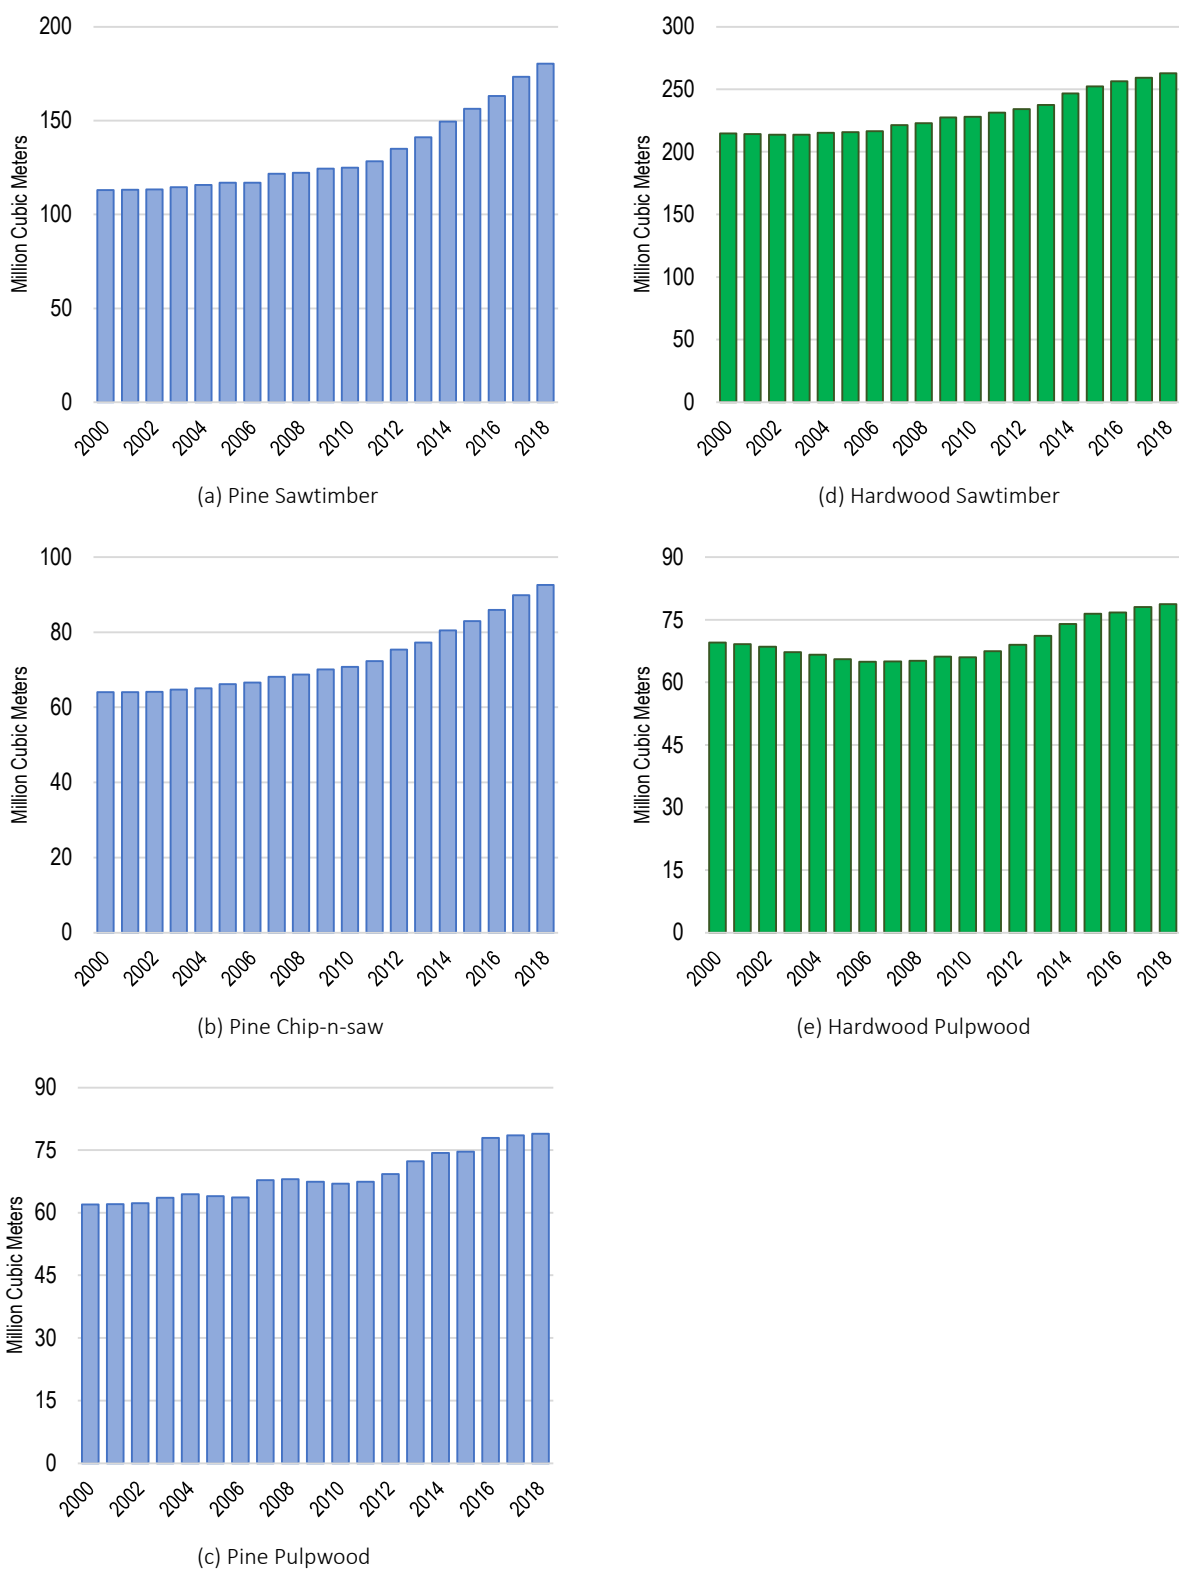 200
150
100
50
0
Million Cubic Meters
2000 2002 2004 2006 2008 2010 2012 2014 2016 2018
(a) Pine Sawtimber
300
250
200
150
100
50
0
Million Cubic Meters
2000 2002 2004 2006 2008 2010 2012 2014 2016 2018
(d) Hardwood Sawtimber
100
80
60
40
20
0
Million Cubic Meters
2000 2002 2004 2006 2008 2010 2012 2014 2016 2018
(b) Pine Chip-n-saw
90
75
60
45
30
15
0
Million Cubic Meters
2000 2002 2004 2006 2008 2010 2012 2014 2016 2018
(e) Hardwood Pulpwood
90
75
60
45
30
15
0
Million Cubic Meters
2000 2002 2004 2006 2008 2010 2012 2014 2016 2018
(c) Pine Pulpwood